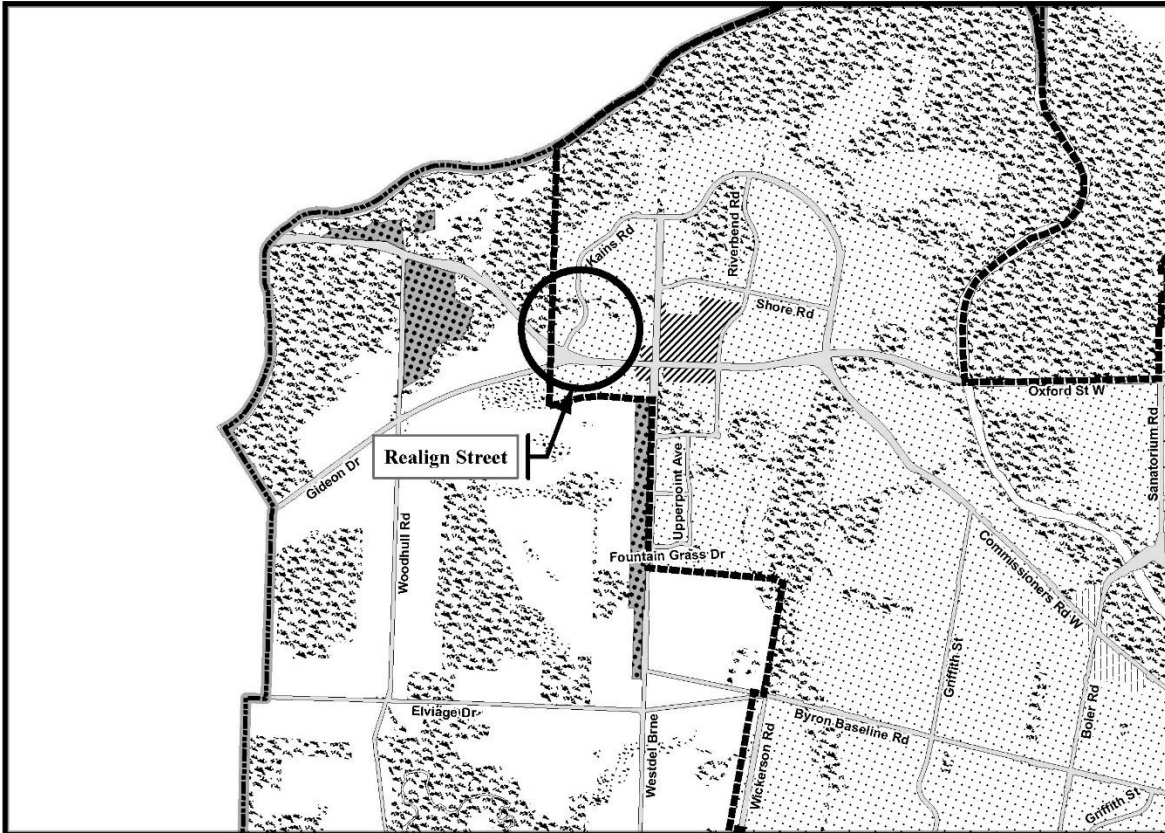 Kains Rd
Riverbend Rd
Shore Rd
Oxford St W
Sanatorium Rd
Realign Street
Gideon Dr
Woodhull Rd
Upperpoint Ave
Fountain Grass Dr
Commissioners Rd W
Griffith St
Boler Rd
Elviage Dr
Westdel Brne
Wickerson Rd
Byron Baseline Rd
Griffith St